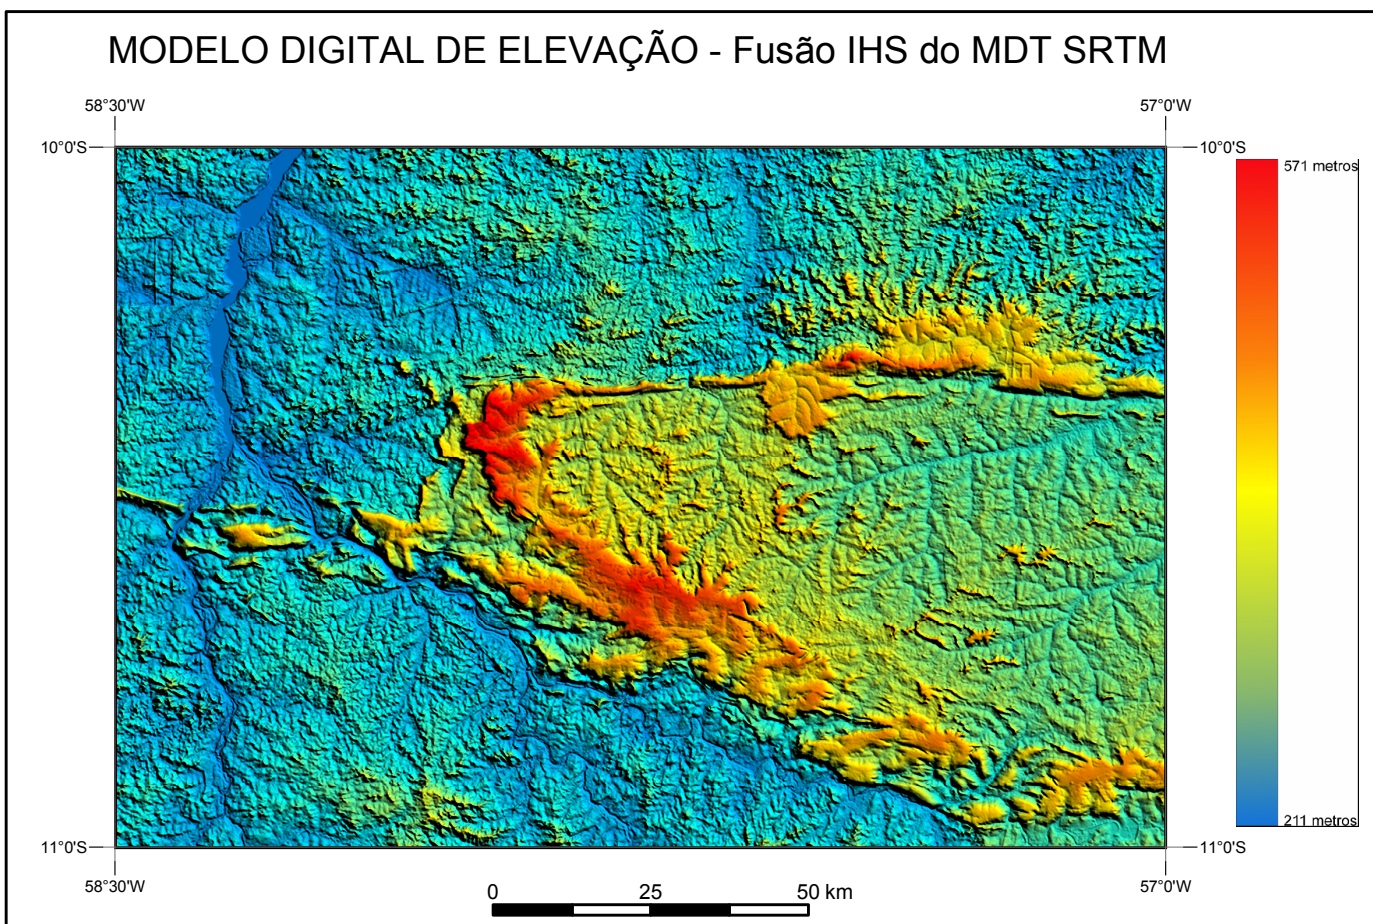 MODELO DIGITAL DE ELEVAÇÃO - Fusão IHS do MDT SRTM
58°30'W
57°0'W
10°0'S
10°0'S
571 metros
211 metros
11°0'S
11°0'S
58°30'W
57°0'W
0 25 50 km